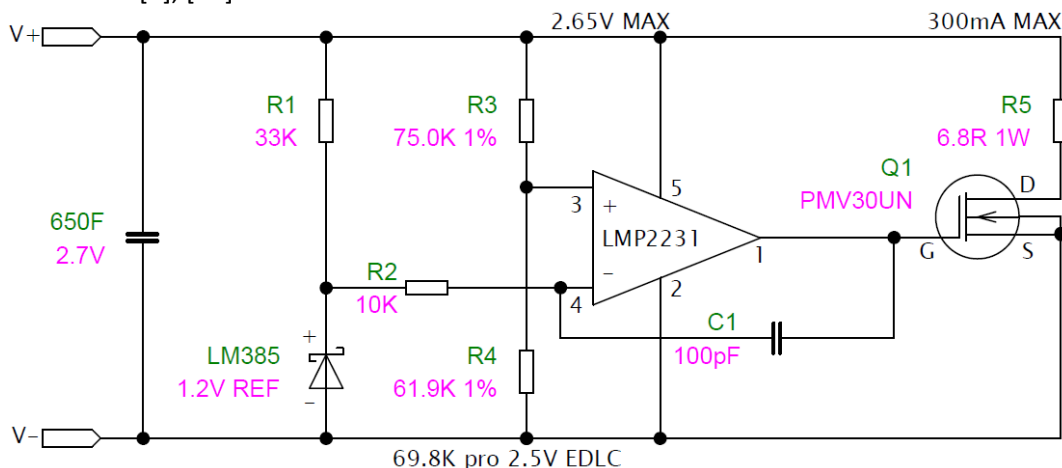 V+
2.65V MAX
300mA MAX
R1
33K
R3
75.0K 1%
R5
6.8R 1W
Q1
PMV30UN
650F
2.7V
5
3
+
LMP2231
1
D
G
S
R2
10K
−
4
2
C1
100pF
LM385
1.2V REF
+
−
R4
61.9K 1%
V−
69.8K pro 2.5V EDLC